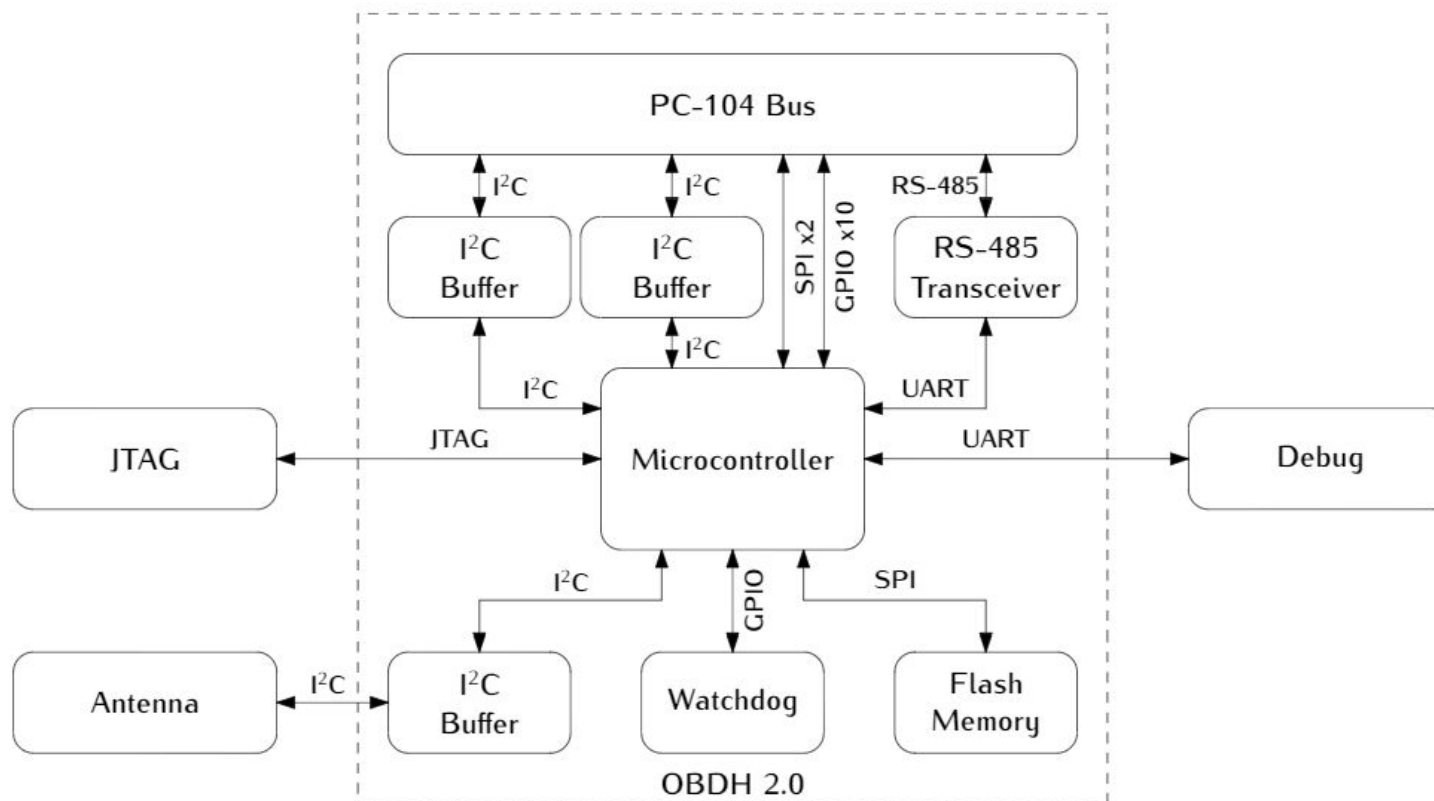 PC-104 Bus
I²C
I²C
RS-485
I²C
Buffer
I²C
Buffer
SPI x2
GPIO x10
RS-485
Transceiver
I²C
I²C
UART
JTAG
JTAG
Microcontroller
UART
Debug
I²C
GPIO
SPI
Antenna
I²C
I²C
Buffer
Watchdog
Flash
Memory
OBDH 2.0